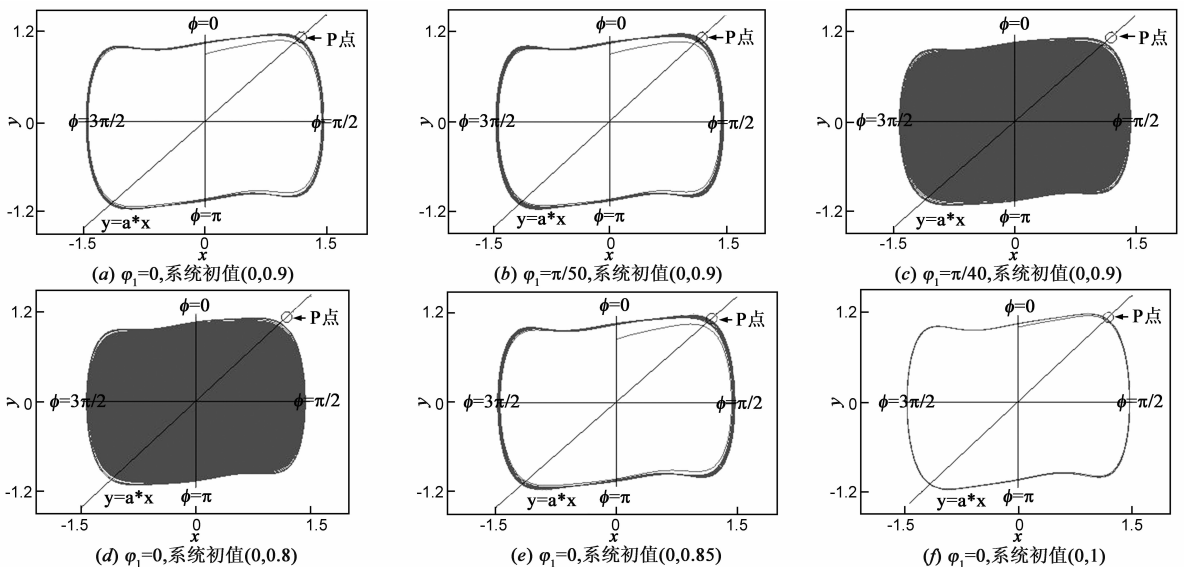 1.2
0
-1.2
y
ϕ=0
P点
ϕ=3π/2
ϕ=π/2
y=a*x
ϕ=π
-1.5
0
1.5
x
(a) φ₁=0,系统初值(0,0.9)
1.2
0
-1.2
y
ϕ=0
P点
ϕ=3π/2
ϕ=π/2
y=a*x
ϕ=π
-1.5
0
1.5
x
(b) φ₁=π/50,系统初值(0,0.9)
1.2
0
-1.2
y
ϕ=0
P点
ϕ=3π/2
ϕ=π/2
y=a*x
ϕ=π
-1.5
0
1.5
x
(c) φ₁=π/40,系统初值(0,0.9)
1.2
0
-1.2
y
ϕ=0
P点
ϕ=3π/2
ϕ=π/2
y=a*x
ϕ=π
-1.5
0
1.5
x
(d) φ₁=0,系统初值(0,0.8)
1.2
0
-1.2
y
ϕ=0
P点
ϕ=3π/2
ϕ=π/2
y=a*x
ϕ=π
-1.5
0
1.5
x
(e) φ₁=0,系统初值(0,0.85)
1.2
0
-1.2
y
ϕ=0
P点
ϕ=3π/2
ϕ=π/2
y=a*x
ϕ=π
-1.5
0
1.5
x
(f) φ₁=0,系统初值(0,1)